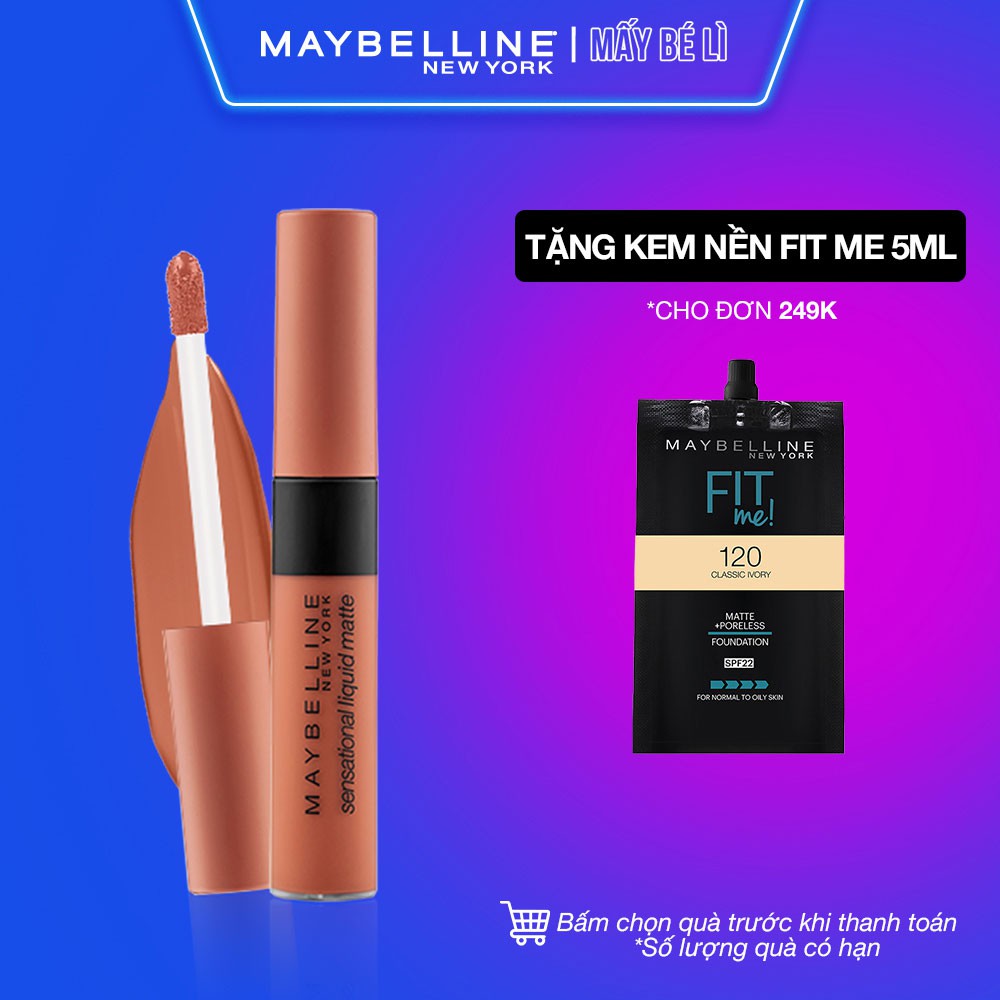 MAYBELLINE
NEW YORK
MẤY BÉ LÌ
TẶNG KEM NỀN FIT ME 5ML
*CHO ĐƠN 249K
MAYBELLINE
NEW YORK
sensational liquid matte
MAYBELLINE
NEW YORK
FIT
me!
120
CLASSIC IVORY
MATTE
+PORELESS
FOUNDATION
SPF22
FOR NORMAL TO OILY SKIN
Bấm chọn quà trước khi thanh toán
*Số lượng quà có hạn